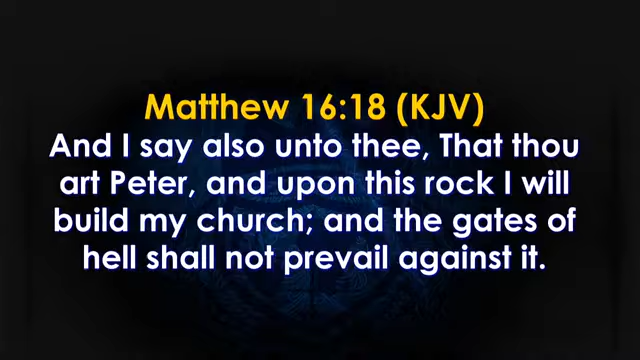 Matthew 16:18 (KJV)
And I say also unto thee, That thou
art Peter, and upon this rock I will
build my church; and the gates of
hell shall not prevail against it.